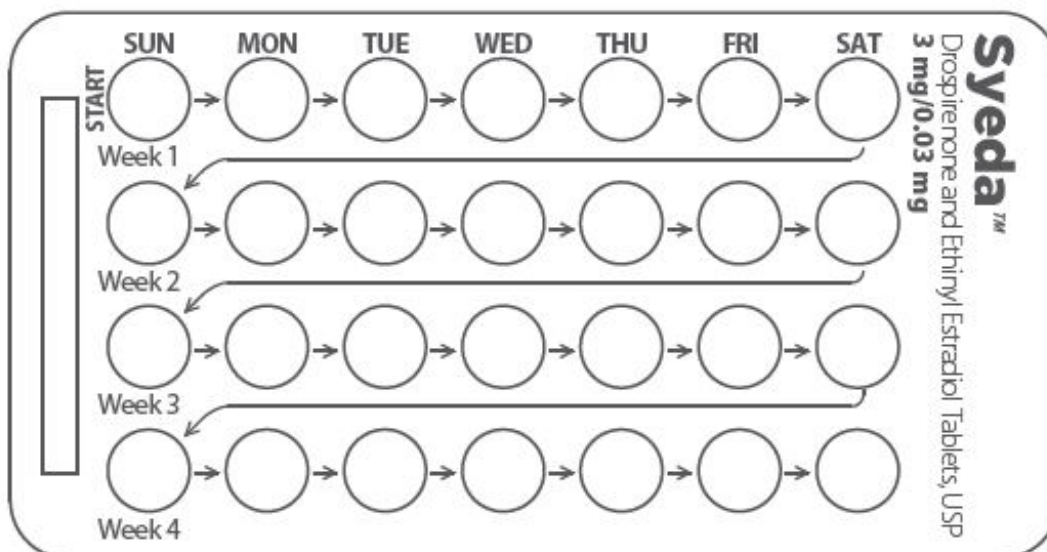 SUN MON TUE WED THU FRI SAT
START
Week 1
Week 2
Week 3
Week 4
Syeda™
Drospirenone and Ethinyl Estradiol Tablets, USP
3 mg/0.03 mg